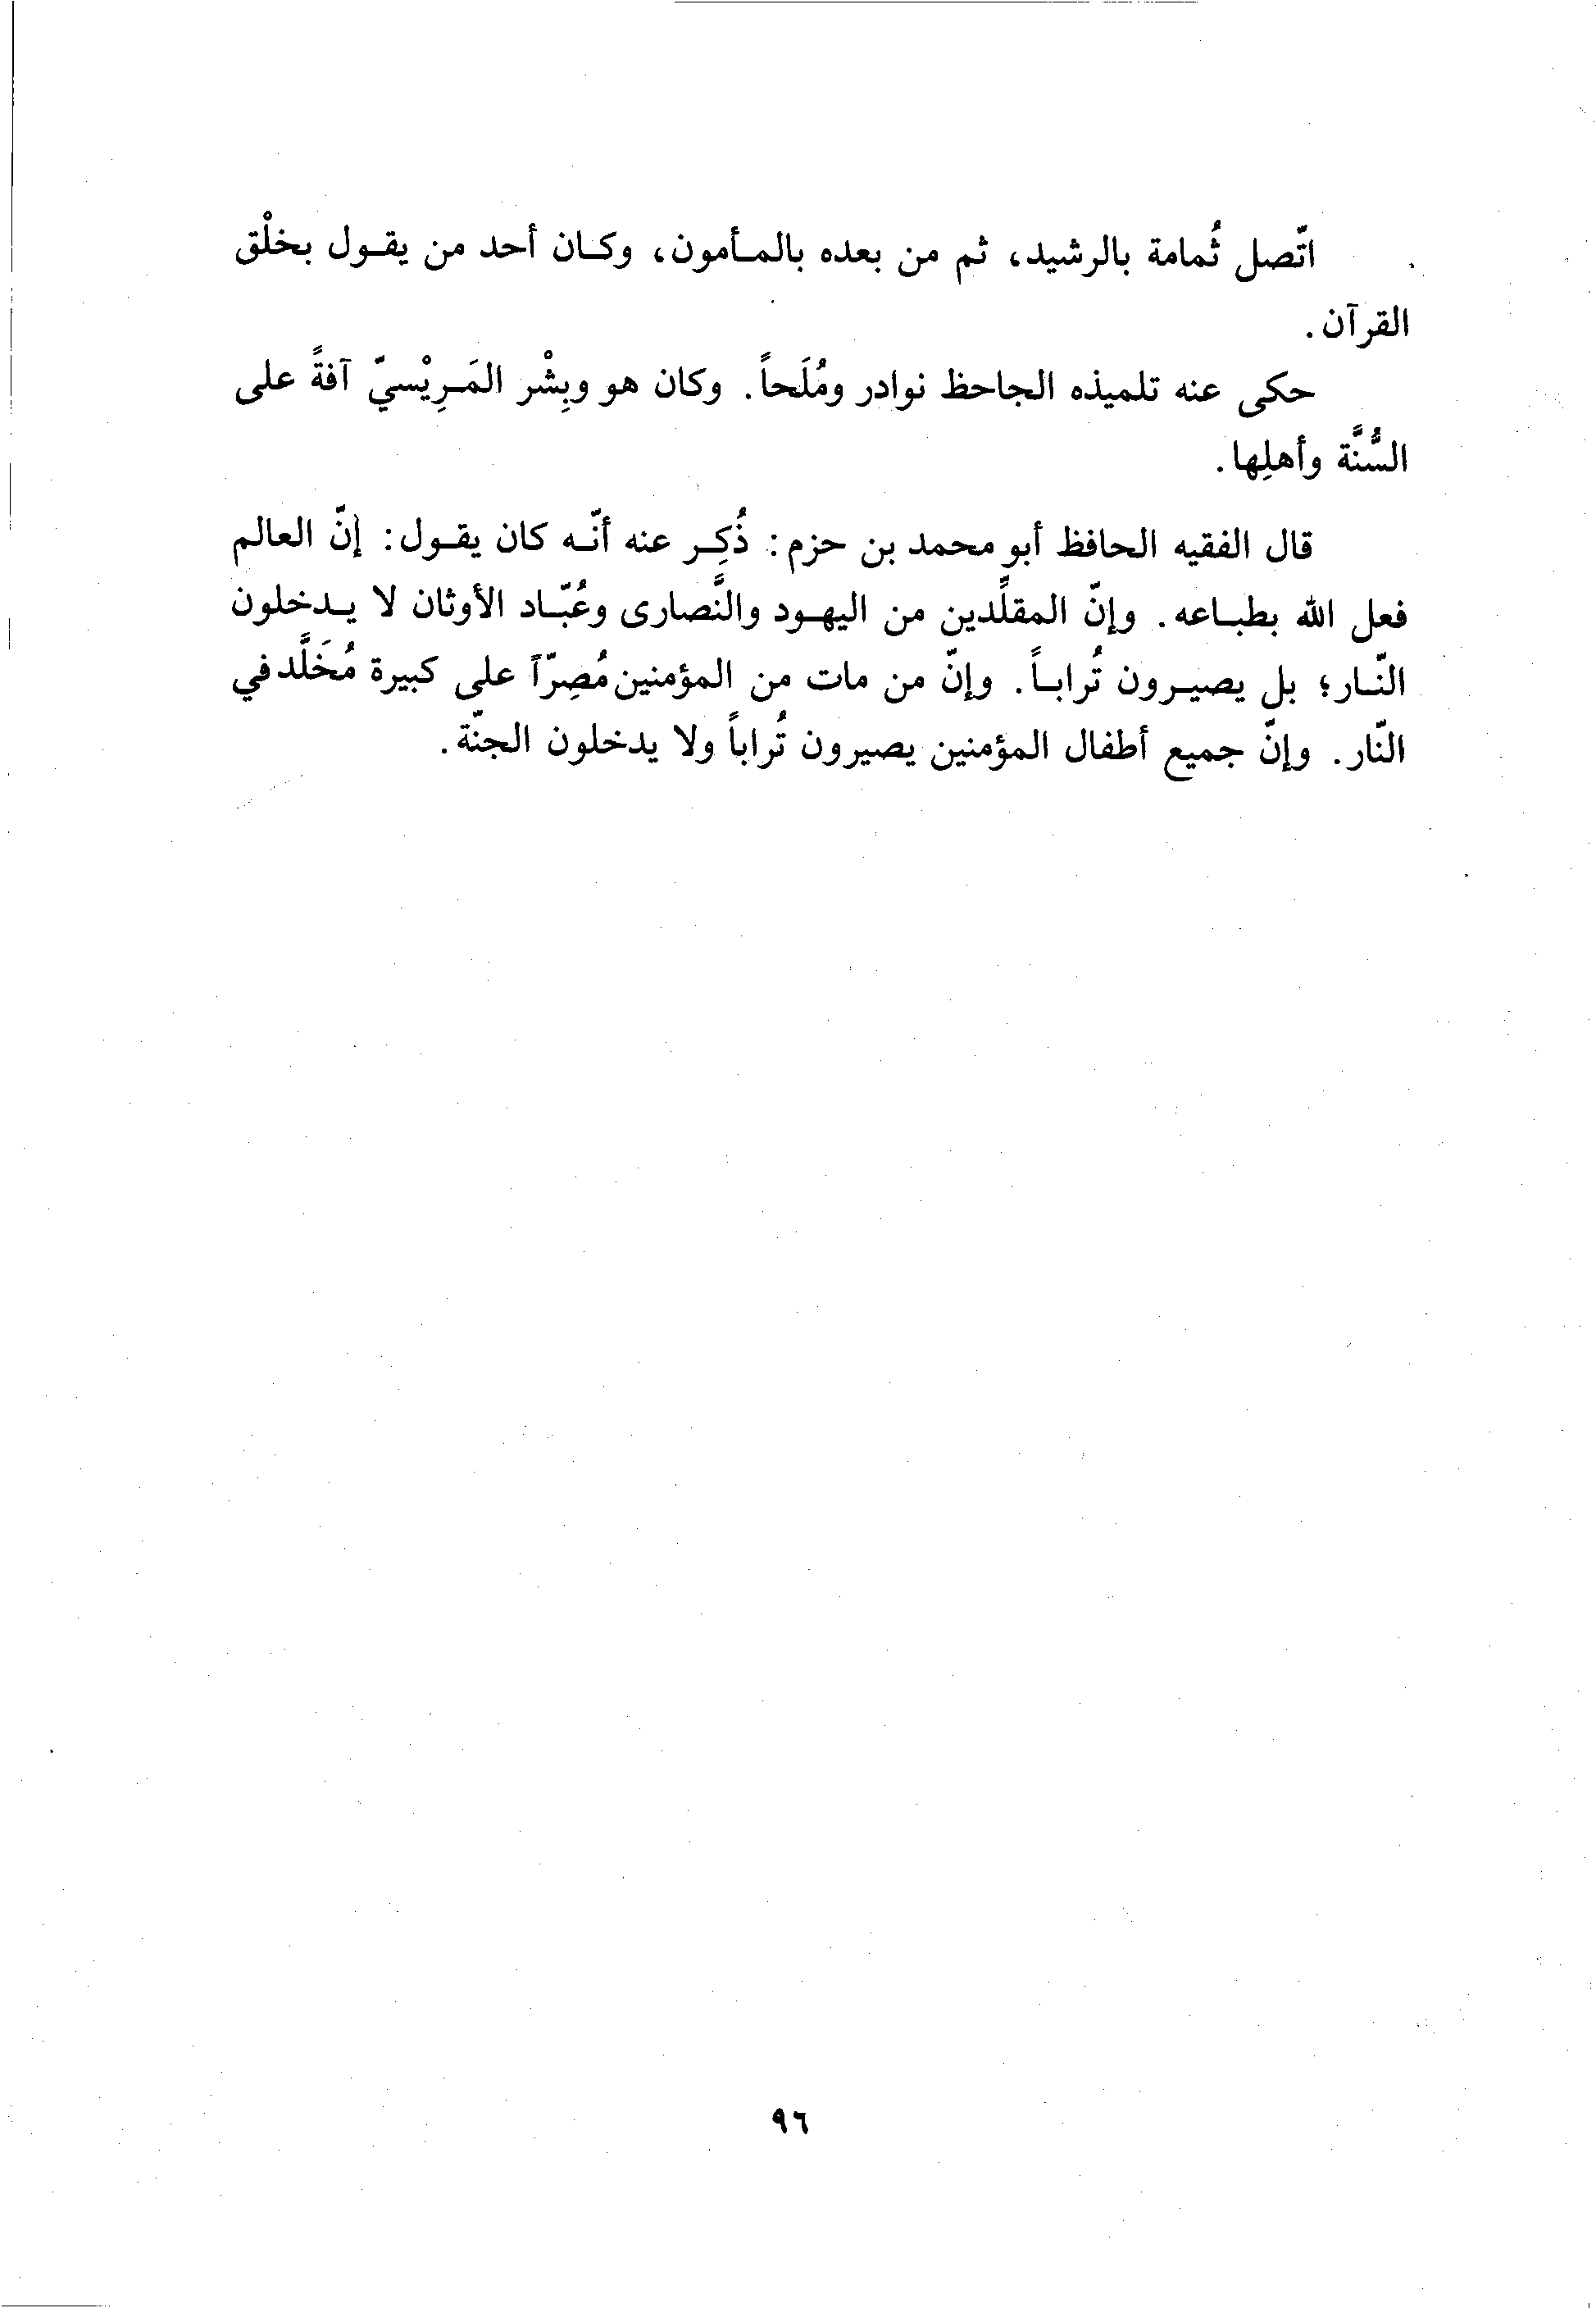 اتّصل ثُمامة بالرشيد، ثم من بعده بالمأمون، وكان أحد من يقول بخلْق
القرآن.
حكى عنه تلميذه الجاحظ نوادر ومُلَحاً. وكان هو وبِشْر المَرِيْسيّ آفةً على
السُّنَّة وأهلِها.
قال الفقيه الحافظ أبو محمد بن حزم: ذُكِر عنه أنّه كان يقول: إنّ العالم
فعل الله بطباعه. وإنّ المقلِّدين من اليهود والنَّصارى وعُبّاد الأوثان لا يدخلون
النّار؛ بل يصيرون تُراباً. وإنّ من مات من المؤمنين مُصِرّاً على كبيرة مُخَلَّد في
النّار. وإنّ جميع أطفال المؤمنين يصيرون تُراباً ولا يدخلون الجنّة.
٩٦